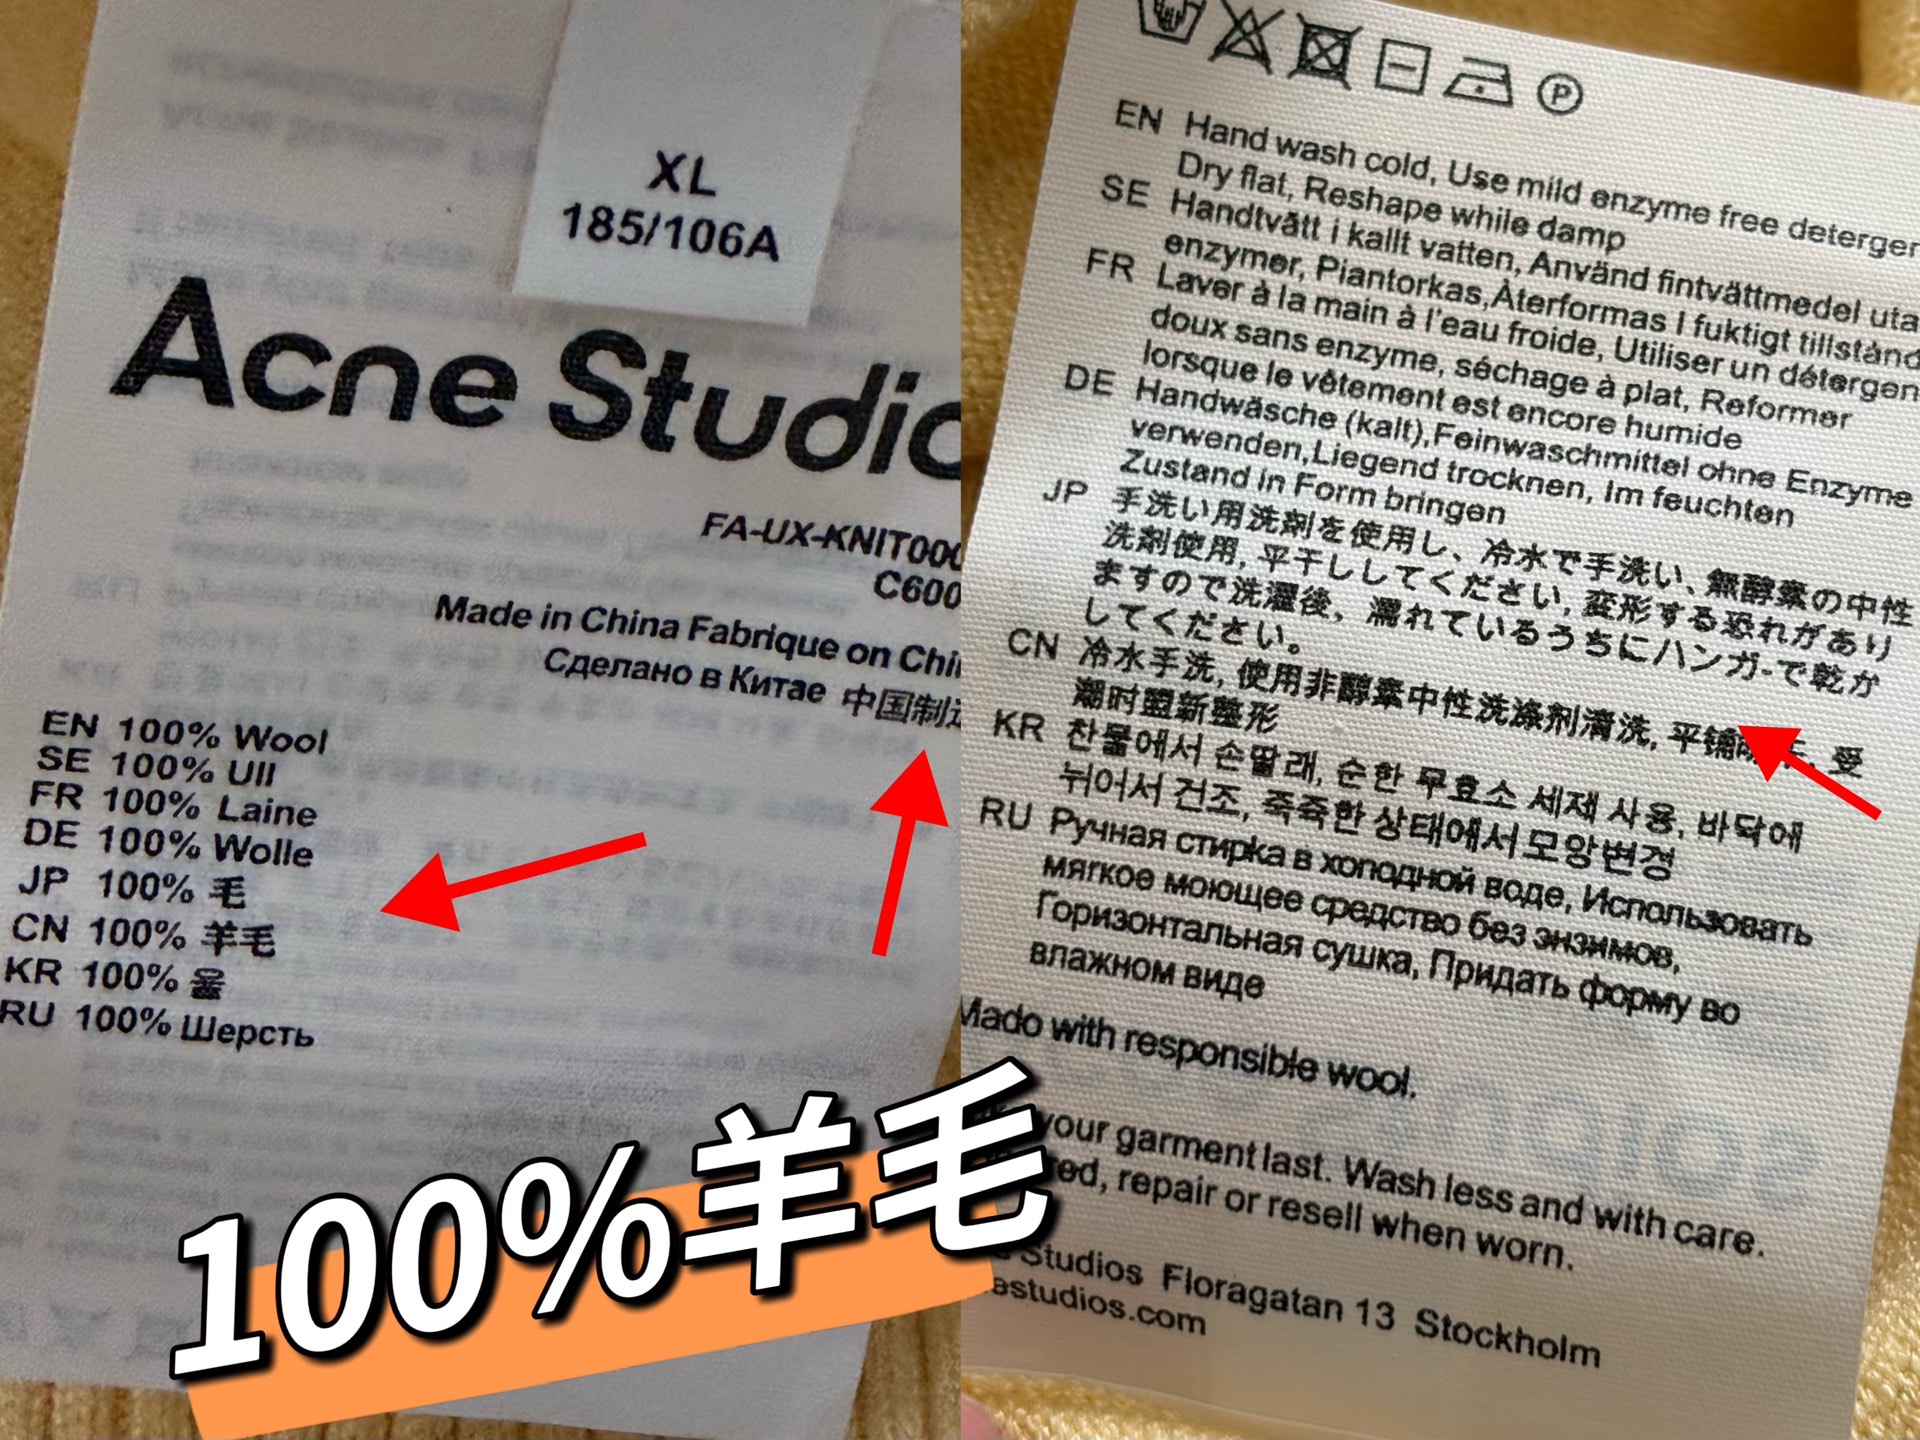 XL
185/106A
Acne Studio
FA-UX-KNIT000
C600
Made in China Fabrique on Chi
Сделано в Китае 中国制造
EN 100% Wool
SE 100% Ull
FR 100% Laine
DE 100% Wolle
JP 100% 毛
CN 100% 羊毛
KR 100% 울
RU 100% Шерсть
100%羊毛
P
EN Hand wash cold, Use mild enzyme free deterger
Dry flat, Reshape while damp
SE Handtvätt i kallt vatten, Använd fintvättmedel uta
enzymer, Plantorkas,Återformas I fuktigt tillstånd
FR Laver à la main à l'eau froide, Utiliser un détergen
doux sans enzyme, séchage à plat, Reformer
lorsque le vêtement est encore humide
DE Handwäsche (kalt),Feinwaschmittel ohne Enzyme
verwenden,Liegend trocknen, Im feuchten
Zustand in Form bringen
JP 手洗い用洗剤を使用し、冷水で手洗い、無酵素の中性
洗剤使用, 平干ししてください, 変形する恐れがあり
ますので洗濯後, 濡れているうちにハンガ-で乾か
してください。
CN 冷水手洗, 使用非酵素中性洗涤剂清洗, 平铺 受
潮时盟新整形
KR 찬물에서 손딸래, 순한 무효소 세제 사용, 바닥에
뉘어서 건조, 죽죽한 상태에서 모앙변경
RU Ручная стирка в холодной воде, Использовать
мягкое моющее средство без энзимов,
Горизонтальная сушка, Придать форму во
влажном виде
Mado with responsible wool.
your garment last. Wash less and with care.
red, repair or resell when worn.
Studios Floragatan 13 Stockholm
estudios.com